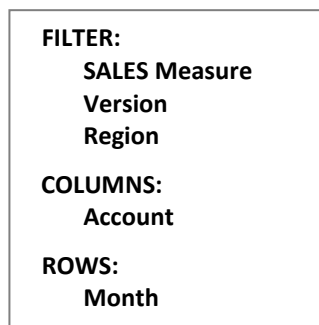 FILTER:
SALES Measure
Version
Region
COLUMNS:
Account
ROWS:
Month